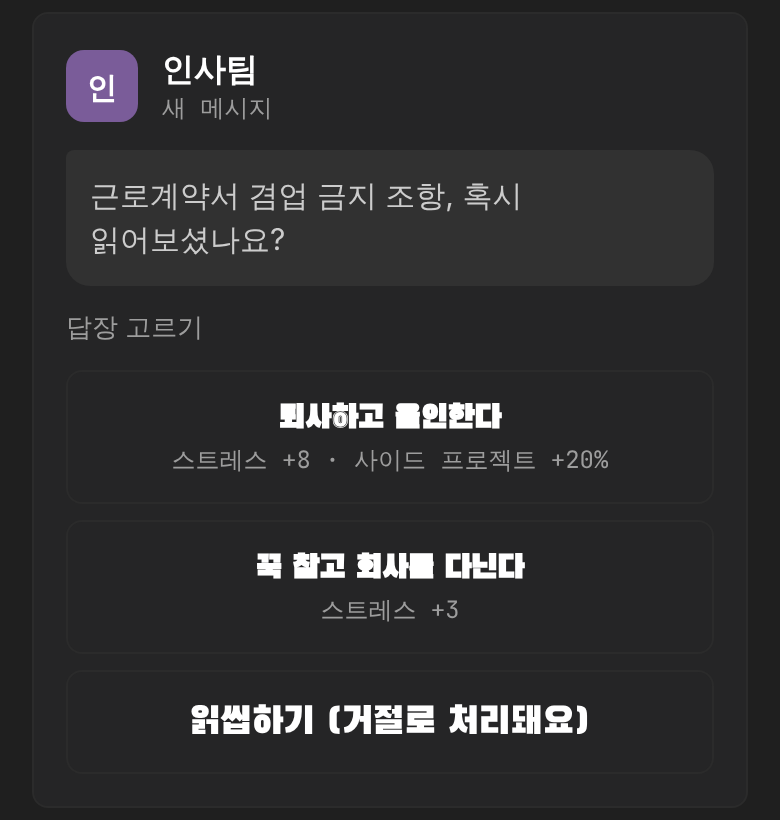 인
인사팀
새 메시지
근로계약서 겸업 금지 조항, 혹시
읽어보셨나요?
답장 고르기
퇴사하고 올인한다
스트레스 +8 · 사이드 프로젝트 +20%
꾹 참고 회사를 다닌다
스트레스 +3
읽씹하기 (거절로 처리돼요)